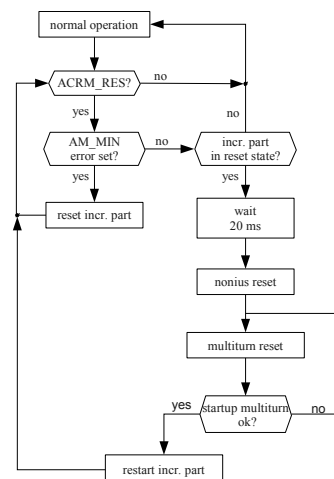 normal operation
ACRM_RES?
no
yes
no
AM_MIN
error set?
no
incr. part
in reset state?
yes
yes
reset incr. part
wait
20 ms
nonius reset
multiturn reset
yes
startup multiturn
ok?
no
restart incr. part